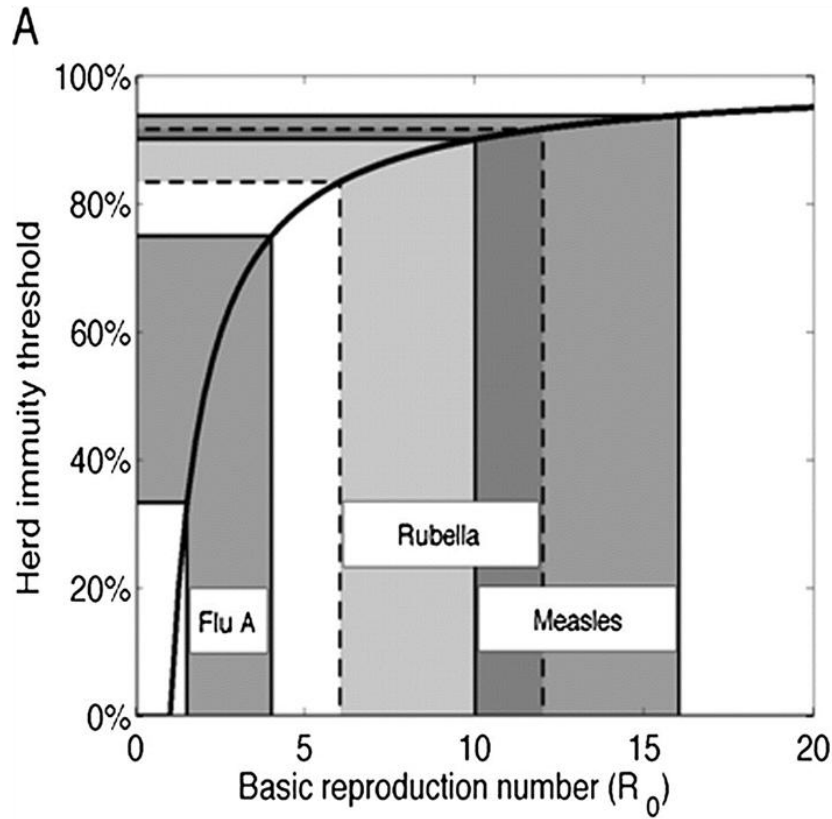 A
100%
80%
60%
40%
20%
0%
Herd immuity threshold
Rubella
Flu A
Measles
0 5 10 15 20
Basic reproduction number (R0)